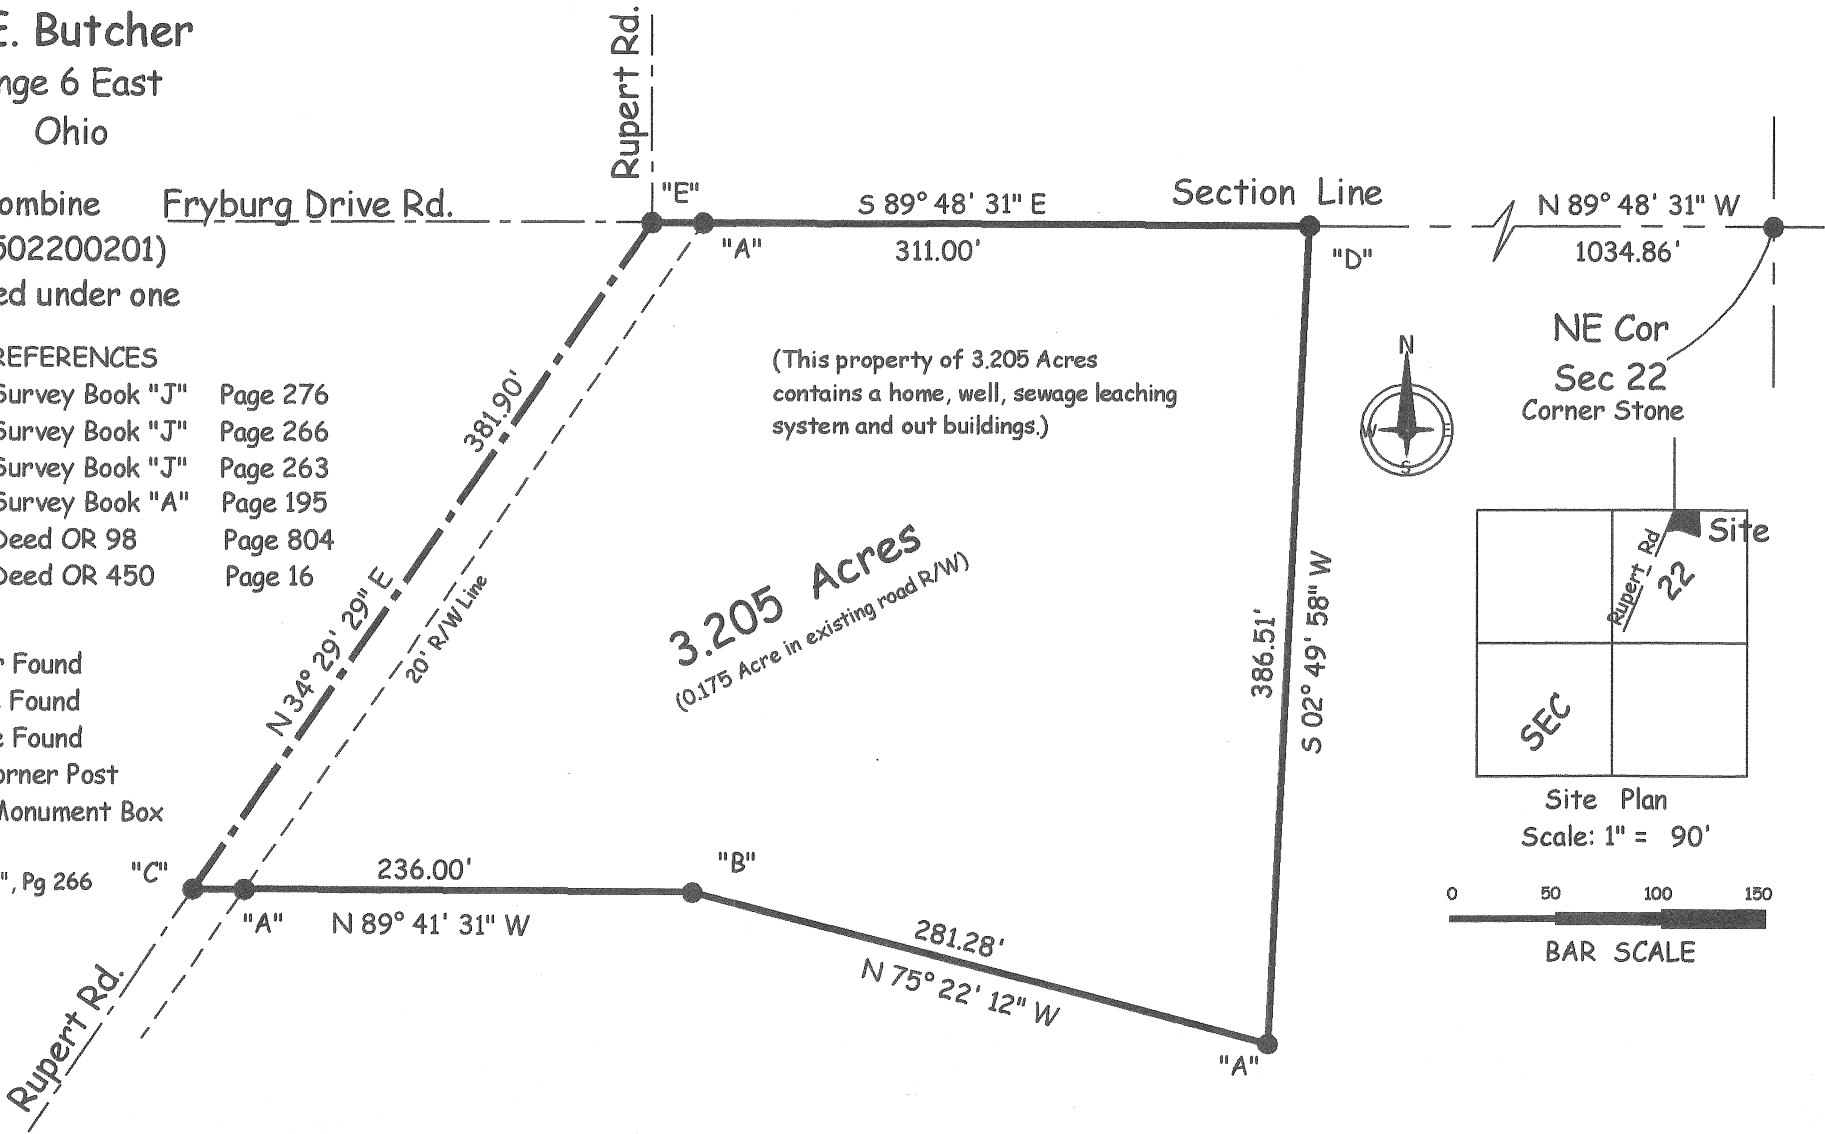 E. Butcher
nge 6 East
Ohio
ombine
502200201)
ed under one
REFERENCES
Survey Book "J" Page 276
Survey Book "J" Page 266
Survey Book "J" Page 263
Survey Book "A" Page 195
Deed OR 98 Page 804
Deed OR 450 Page 16
r Found
Found
e Found
orner Post
Monument Box
", Pg 266
Fryburg Drive Rd.
Rupert Rd.
"E"
"A"
S 89° 48' 31" E
311.00'
Section Line
"D"
N 89° 48' 31" W
1034.86'
NE Cor
Sec 22
Corner Stone
(This property of 3.205 Acres
contains a home, well, sewage leaching
system and out buildings.)
N
W
E
S
381.90'
N 34° 29' 29" E
20' R/W Line
3.205 Acres
(0.175 Acre in existing road R/W)
386.51'
S 02° 49' 58" W
Site
Rupert Rd
22
SEC
Site Plan
Scale: 1" = 90'
0 50 100 150
BAR SCALE
"C"
"A"
236.00'
N 89° 41' 31" W
"B"
281.28'
N 75° 22' 12" W
"A"
Rupert Rd.